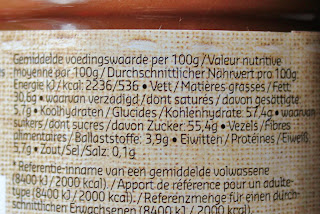 Gemiddelde voedingswaarde per 100g/Valeur nutritive
moyenne par 100g/Durchschnittlicher Nährwert pro 100g:
Energie kJ/kcal: 2236/536 • Vett/Matières grasses/Fett:
30,6g • waarvan verzadigd/dont saturés/davon gesättigte
5,7g • Koolhydraten/Glucides/Kohlenhydrate: 57,4g • waarvan
suikers/dont sucres/davon Zucker: 55,4g • Vezels/Fibres
alimentaires/Ballaststoffe: 3,9g • Eiwitten/Protéines/Eiweiß:
5,7g • Zout/Sel/Salz: 0,1g
* Referentie-inname van een gemiddelde volwassene
(8400 kJ/2000 kcal)./Apport de référence pour un adulte-
type (8400 kJ/2000 kcal)./Referenzmenge für einen durch-
schnittlichen Erwachsenen (8400 kJ/2000 kcal).